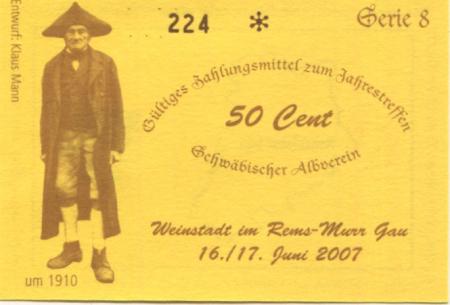 Entwurf: Klaus Mann
224 *
Serie 8
Gültiges Zahlungsmittel zum Jahrestreffen
50 Cent
Schwäbischer Albverein
Weinstadt im Rems-Murr Gau
16./17. Juni 2007
um 1910